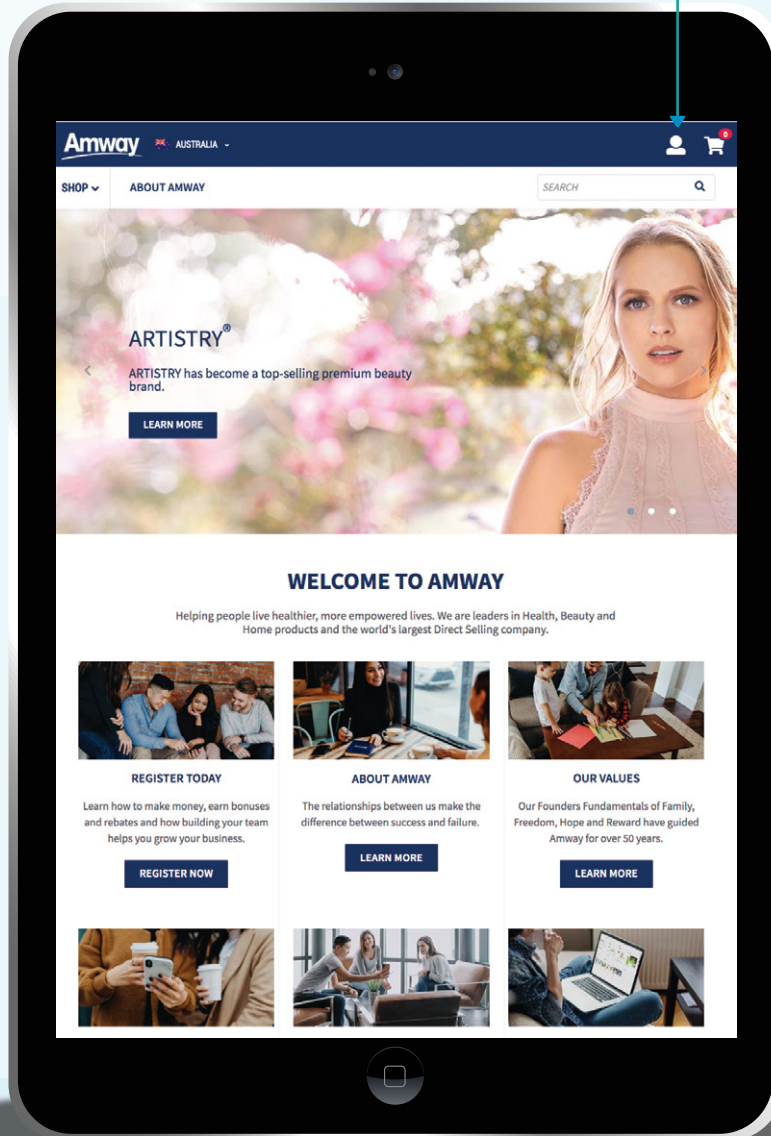 Amway
AUSTRALIA
0
SHOP
ABOUT AMWAY
SEARCH
ARTISTRY®
ARTISTRY has become a top-selling premium beauty
brand.
LEARN MORE
WELCOME TO AMWAY
Helping people live healthier, more empowered lives. We are leaders in Health, Beauty and
Home products and the world's largest Direct Selling company.
REGISTER TODAY
Learn how to make money, earn bonuses
and rebates and how building your team
helps you grow your business.
REGISTER NOW
ABOUT AMWAY
The relationships between us make the
difference between success and failure.
LEARN MORE
OUR VALUES
Our Founders Fundamentals of Family,
Freedom, Hope and Reward have guided
Amway for over 50 years.
LEARN MORE